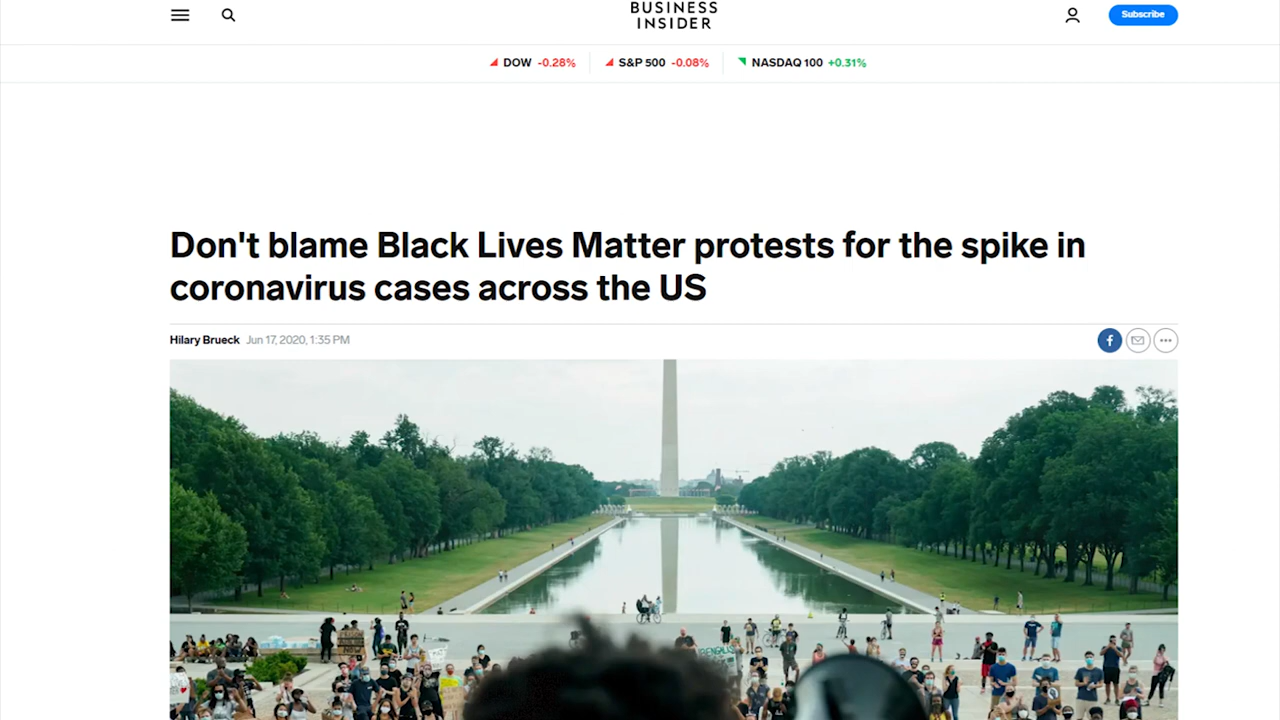 BUSINESS
INSIDER
Subscribe
DOW -0.28% S&P 500 -0.08% NASDAQ 100 +0.31%
Don't blame Black Lives Matter protests for the spike in
coronavirus cases across the US
Hilary Brueck Jun 17, 2020, 1:35 PM